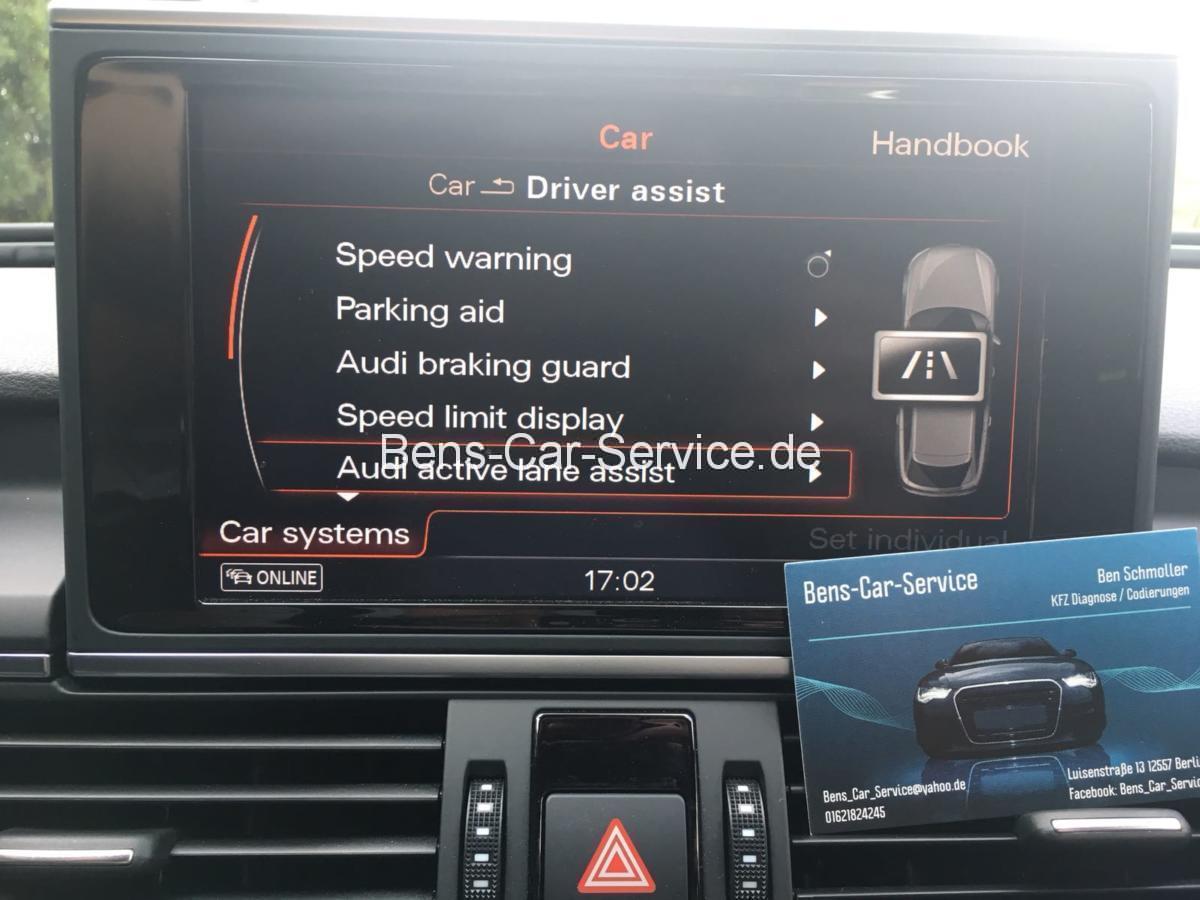 Car
Handbook
Car Driver assist
Speed warning
Parking aid
Audi braking guard
Speed limit display
Bens-Car-Service.de
Audi active lane assist
Car systems
Set individual
ONLINE
17:02
Bens-Car-Service
Ben Schmoller
KFZ Diagnose / Codierungen
Luisenstraße 13 12557
Bens_Car_Service@yahoo.de
Facebook:
01621824245